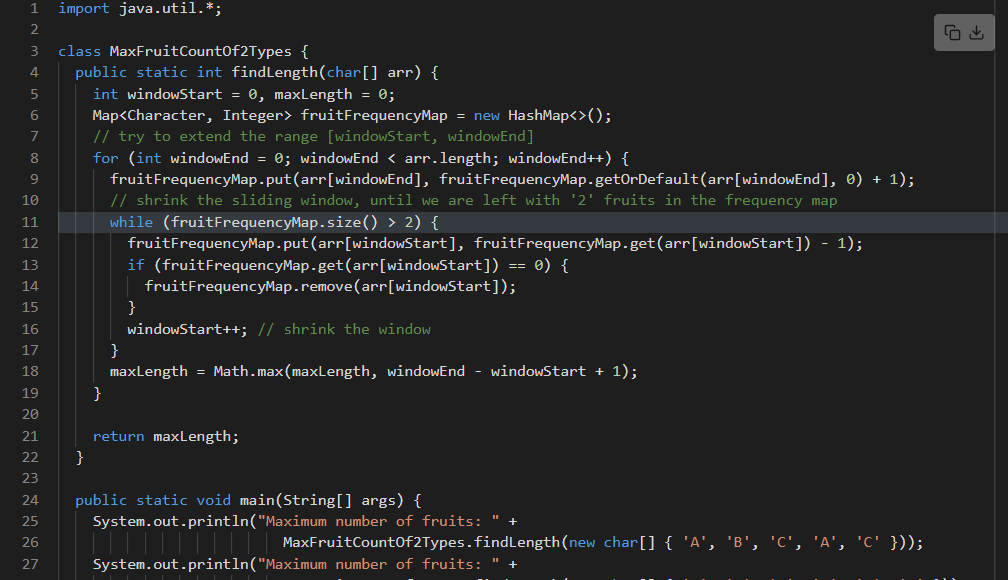 1 import java.util.*;
2
3 class MaxFruitCountOf2Types {
4 public static int findLength(char[] arr) {
5 int windowStart = 0, maxLength = 0;
6 Map<Character, Integer> fruitFrequencyMap = new HashMap<>();
7 // try to extend the range [windowStart, windowEnd]
8 for (int windowEnd = 0; windowEnd < arr.length; windowEnd++) {
9 fruitFrequencyMap.put(arr[windowEnd], fruitFrequencyMap.getOrDefault(arr[windowEnd], 0) + 1);
10 // shrink the sliding window, until we are left with '2' fruits in the frequency map
11 while (fruitFrequencyMap.size() > 2) {
12 fruitFrequencyMap.put(arr[windowStart], fruitFrequencyMap.get(arr[windowStart]) - 1);
13 if (fruitFrequencyMap.get(arr[windowStart]) == 0) {
14 fruitFrequencyMap.remove(arr[windowStart]);
15 }
16 windowStart++; // shrink the window
17 }
18 maxLength = Math.max(maxLength, windowEnd - windowStart + 1);
19 }
20
21 return maxLength;
22 }
23
24 public static void main(String[] args) {
25 System.out.println("Maximum number of fruits: " +
26 MaxFruitCountOf2Types.findLength(new char[] { 'A', 'B', 'C', 'A', 'C' }));
27 System.out.println("Maximum number of fruits: " +